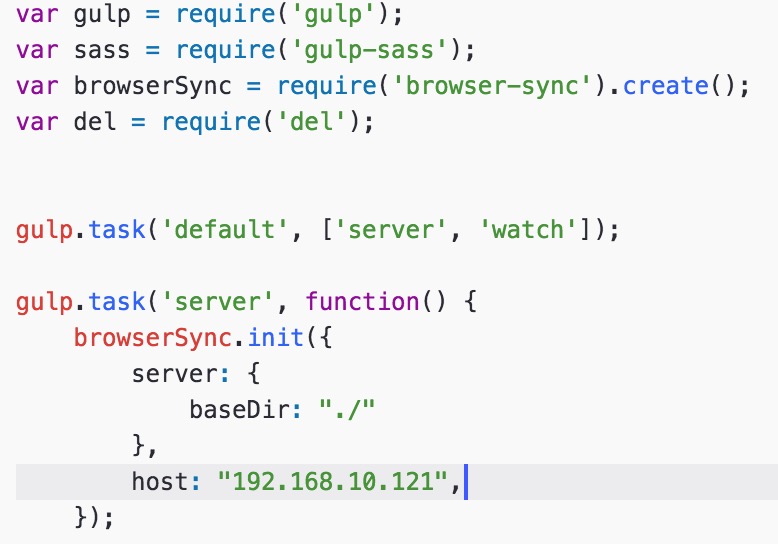 var gulp = require('gulp');
var sass = require('gulp-sass');
var browserSync = require('browser-sync').create();
var del = require('del');
gulp.task('default', ['server', 'watch']);
gulp.task('server', function() {
    browserSync.init({
        server: {
            baseDir: "./"
        },
        host: "192.168.10.121",
    });